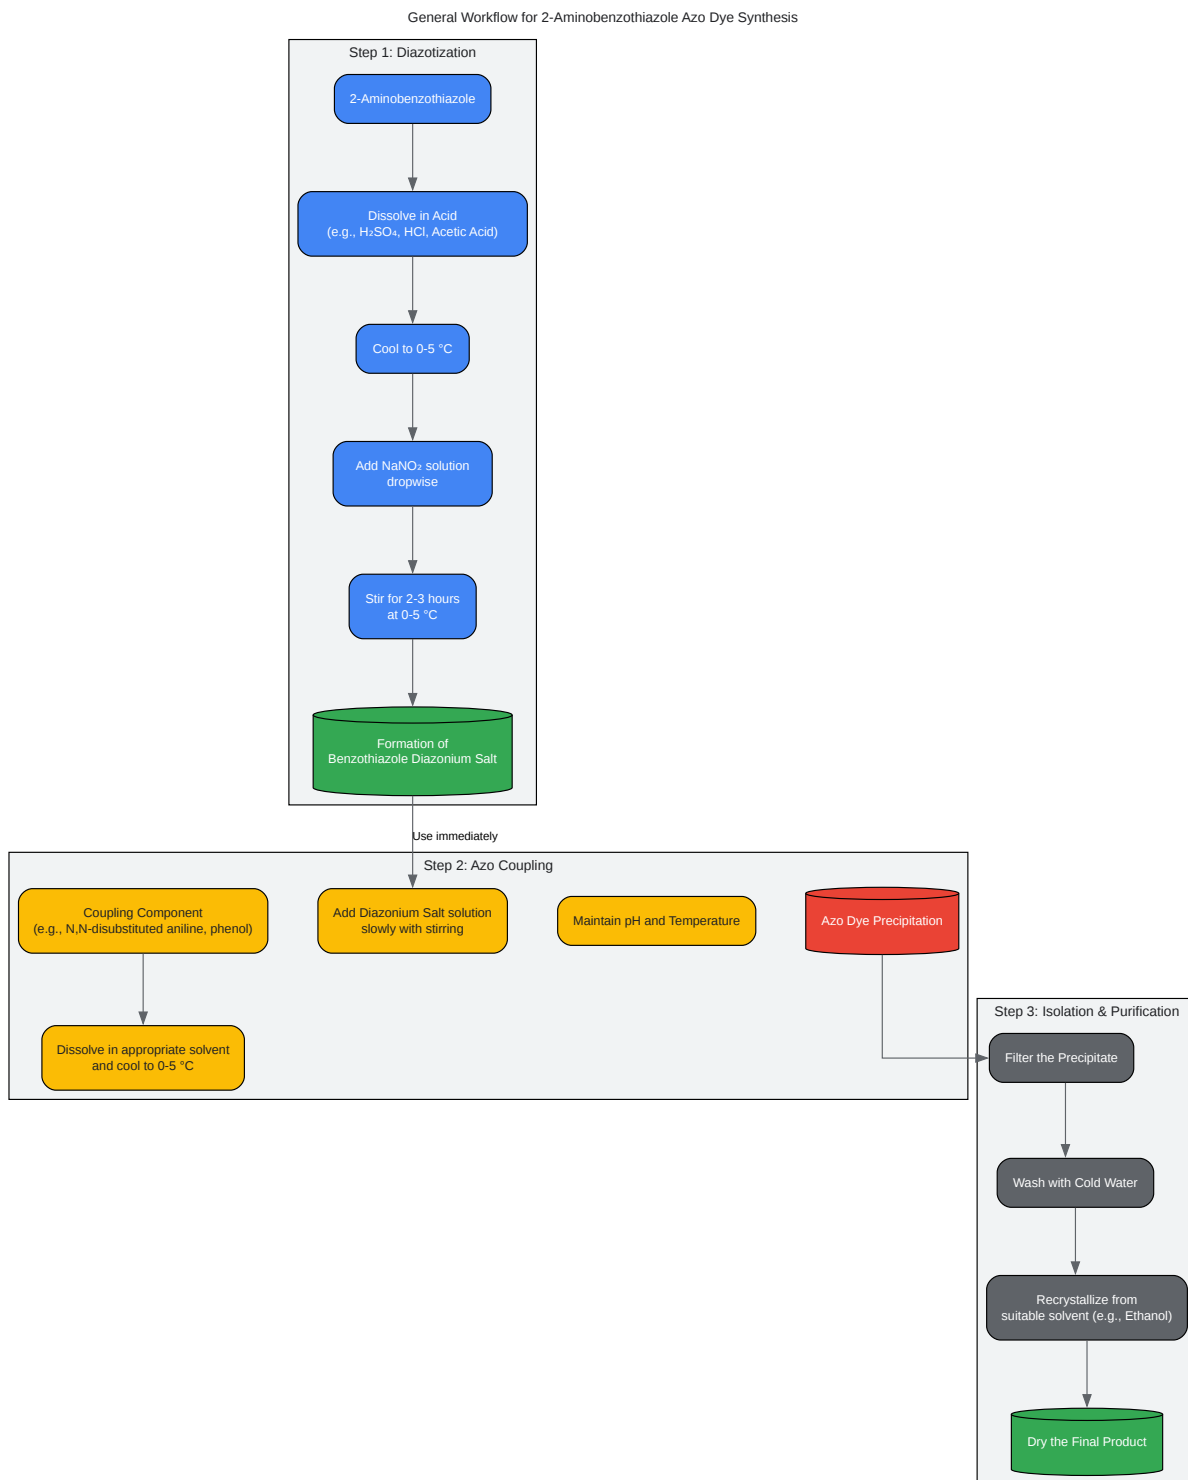 General Workflow for 2-Aminobenzothiazole Azo Dye Synthesis
Step 1: Diazotization
2-Aminobenzothiazole
Dissolve in Acid
(e.g., H₂SO₄, HCl, Acetic Acid)
Cool to 0-5 °C
Add NaNO₂ solution
dropwise
Stir for 2-3 hours
at 0-5 °C
Formation of
Benzothiazole Diazonium Salt
Use immediately
Step 2: Azo Coupling
Coupling Component
(e.g., N,N-disubstituted aniline, phenol)
Add Diazonium Salt solution
slowly with stirring
Maintain pH and Temperature
Azo Dye Precipitation
Dissolve in appropriate solvent
and cool to 0-5 °C
Step 3: Isolation & Purification
Filter the Precipitate
Wash with Cold Water
Recrystallize from
suitable solvent (e.g., Ethanol)
Dry the Final Product